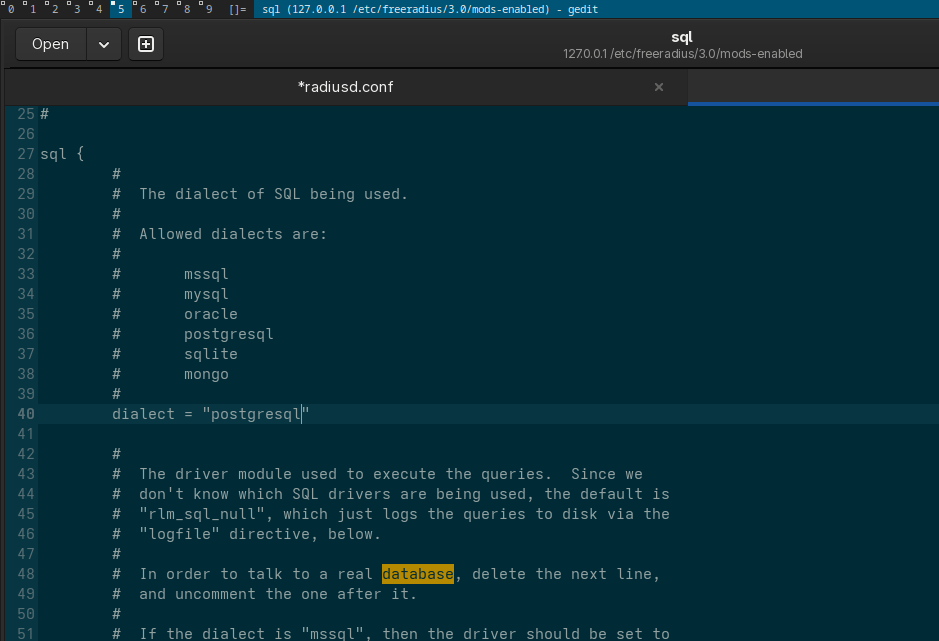 0 1 2 3 4 5 6 7 8 9 []= sql (127.0.0.1 /etc/freeradius/3.0/mods-enabled) - gedit
Open
sql
127.0.0.1 /etc/freeradius/3.0/mods-enabled
*radiusd.conf ×
25 #
26
27 sql {
28 #
29 # The dialect of SQL being used.
30 #
31 # Allowed dialects are:
32 #
33 # mssql
34 # mysql
35 # oracle
36 # postgresql
37 # sqlite
38 # mongo
39 #
40 dialect = "postgresql"
41
42 #
43 # The driver module used to execute the queries. Since we
44 # don't know which SQL drivers are being used, the default is
45 # "rlm_sql_null", which just logs the queries to disk via the
46 # "logfile" directive, below.
47 #
48 # In order to talk to a real database, delete the next line,
49 # and uncomment the one after it.
50 #
51 # If the dialect is "mssql", then the driver should be set to